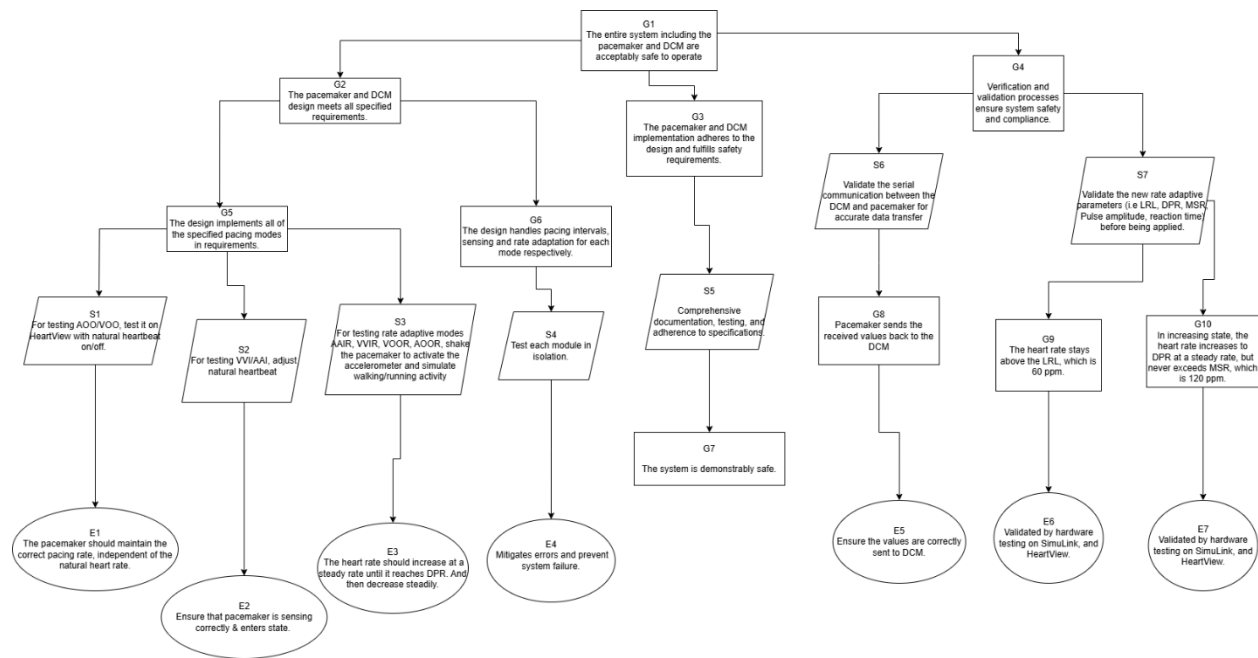 G1
The entire system including the
pacemaker and DCM are
acceptably safe to operate
G2
The pacemaker and DCM
design meets all specified
requirements.
G3
The pacemaker and DCM
implementation adheres to the
design and fulfills safety
requirements.
G4
Verification and
validation processes
ensure system safety
and compliance.
G5
The design implements all of
the specified pacing modes
in requirements.
G6
The design handles pacing intervals,
sensing and rate adaptation for each
mode respectively.
S6
Validate the serial
communication between the
DCM and pacemaker for
accurate data transfer
S7
Validate the new rate adaptive
parameters (i.e LRL, DPR, MSR,
Pulse amplitude, reaction time)
before being applied.
S1
For testing AOO/VOO, test it on
HeartView with natural heartbeat
on/off.
S2
For testing VVI/AAI, adjust
natural heartbeat
S3
For testing rate adaptive modes
AAIR, VVIR, VOOR, AOOR, shake
the pacemaker to activate the
accelerometer and simulate
walking/running activity
S4
Test each module in
isolation.
S5
Comprehensive
documentation, testing, and
adherence to specifications.
G8
Pacemaker sends the
received values back to the
DCM
G9
The heart rate stays
above the LRL, which is
60 ppm.
G10
In increasing state, the
heart rate increases to
DPR at a steady rate, but
never exceeds MSR, which
is 120 ppm.
G7
The system is demonstrably safe.
E1
The pacemaker should maintain the
correct pacing rate, independent of the
natural heart rate.
E2
Ensure that pacemaker is sensing
correctly & enters state.
E3
The heart rate should increase at a
steady rate until it reaches DPR. And
then decrease steadily.
E4
Mitigates errors and prevent
system failure.
E5
Ensure the values are correctly
sent to DCM.
E6
Validated by hardware
testing on SimuLink, and
HeartView.
E7
Validated by hardware
testing on SimuLink, and
HeartView.